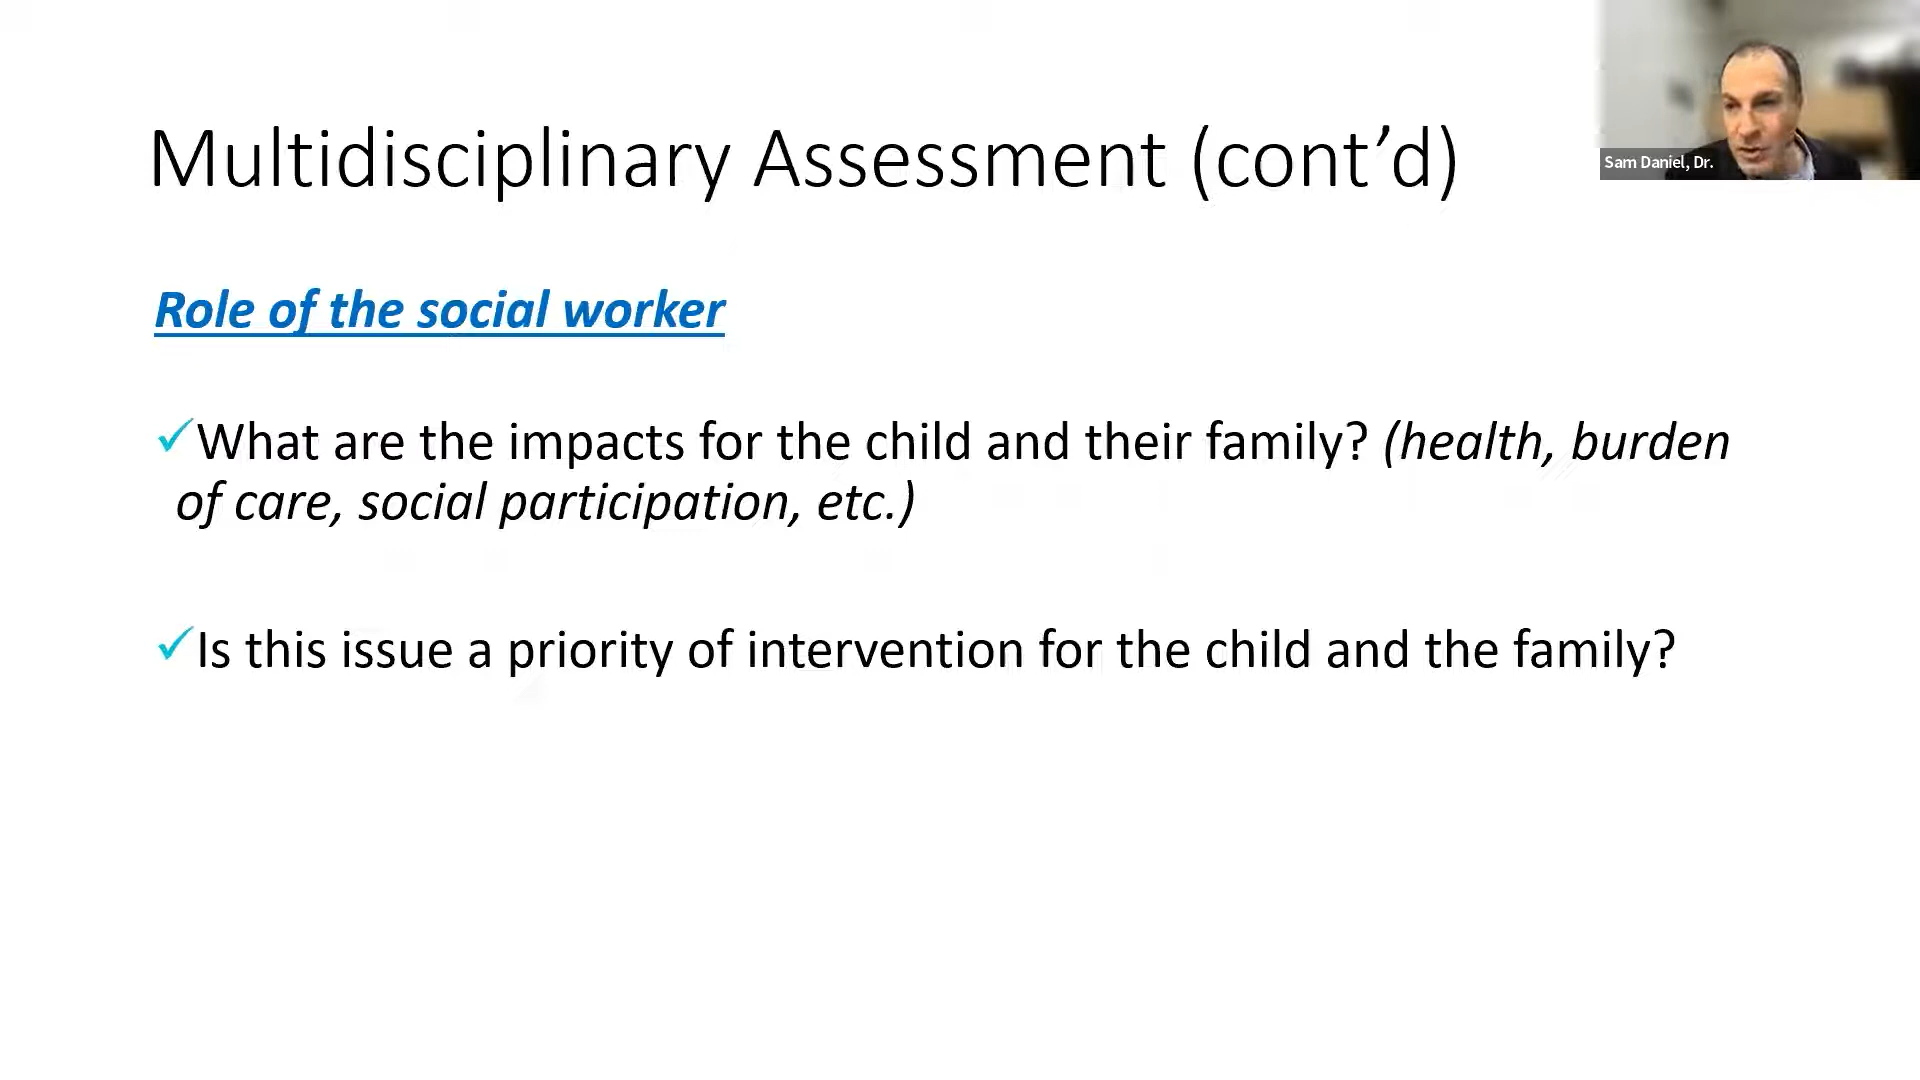 Multidisciplinary Assessment (cont’d)
Sam Daniel, Dr.
Role of the social worker
✓What are the impacts for the child and their family? (health, burden
of care, social participation, etc.)
✓Is this issue a priority of intervention for the child and the family?